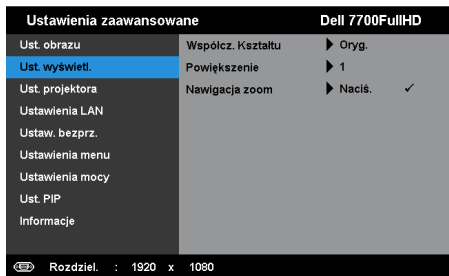 Ustawienia zaawansowane Dell 7700FullHD
Ust. obrazu Współcz. Kształtu Oryg.
Ust. wyświetl. Powiększenie 1
Ust. projektora Nawigacja zoom Naciś. ✓
Ustawienia LAN
Ustaw. bezprz.
Ustawienia menu
Ustawienia mocy
Ust. PIP
Informacje
Rozdziel. : 1920 x 1080